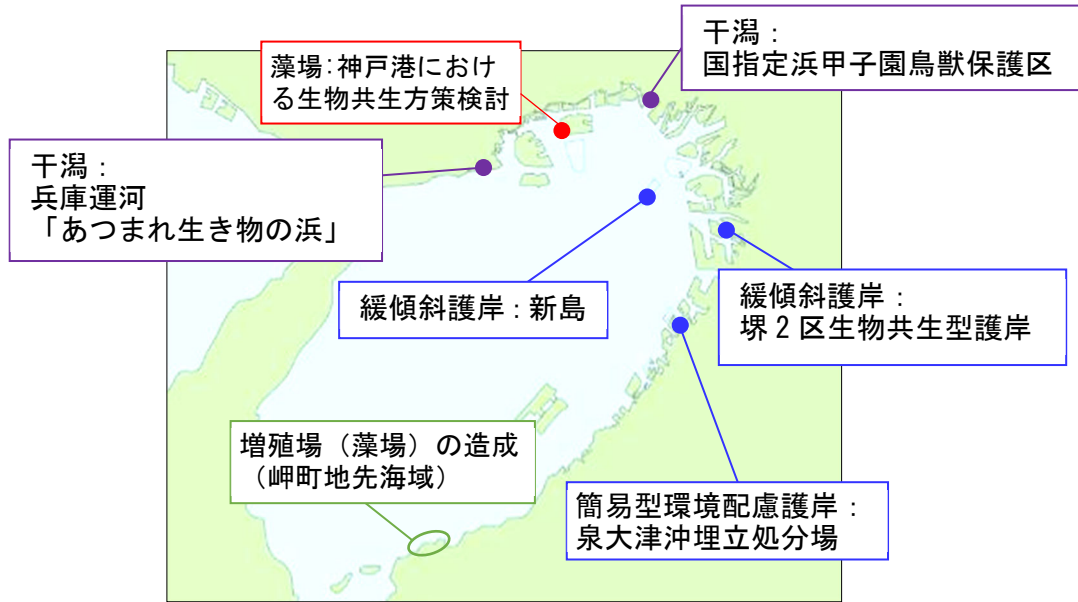 干潟：
国指定浜甲子園鳥獣保護区
藻場：神戸港におけ
る生物共生方策検討
干潟：
兵庫運河
「あつまれ生き物の浜」
緩傾斜護岸：新島
緩傾斜護岸：
堺２区生物共生型護岸
増殖場（藻場）の造成
（岬町地先海域）
簡易型環境配慮護岸：
泉大津沖埋立処分場